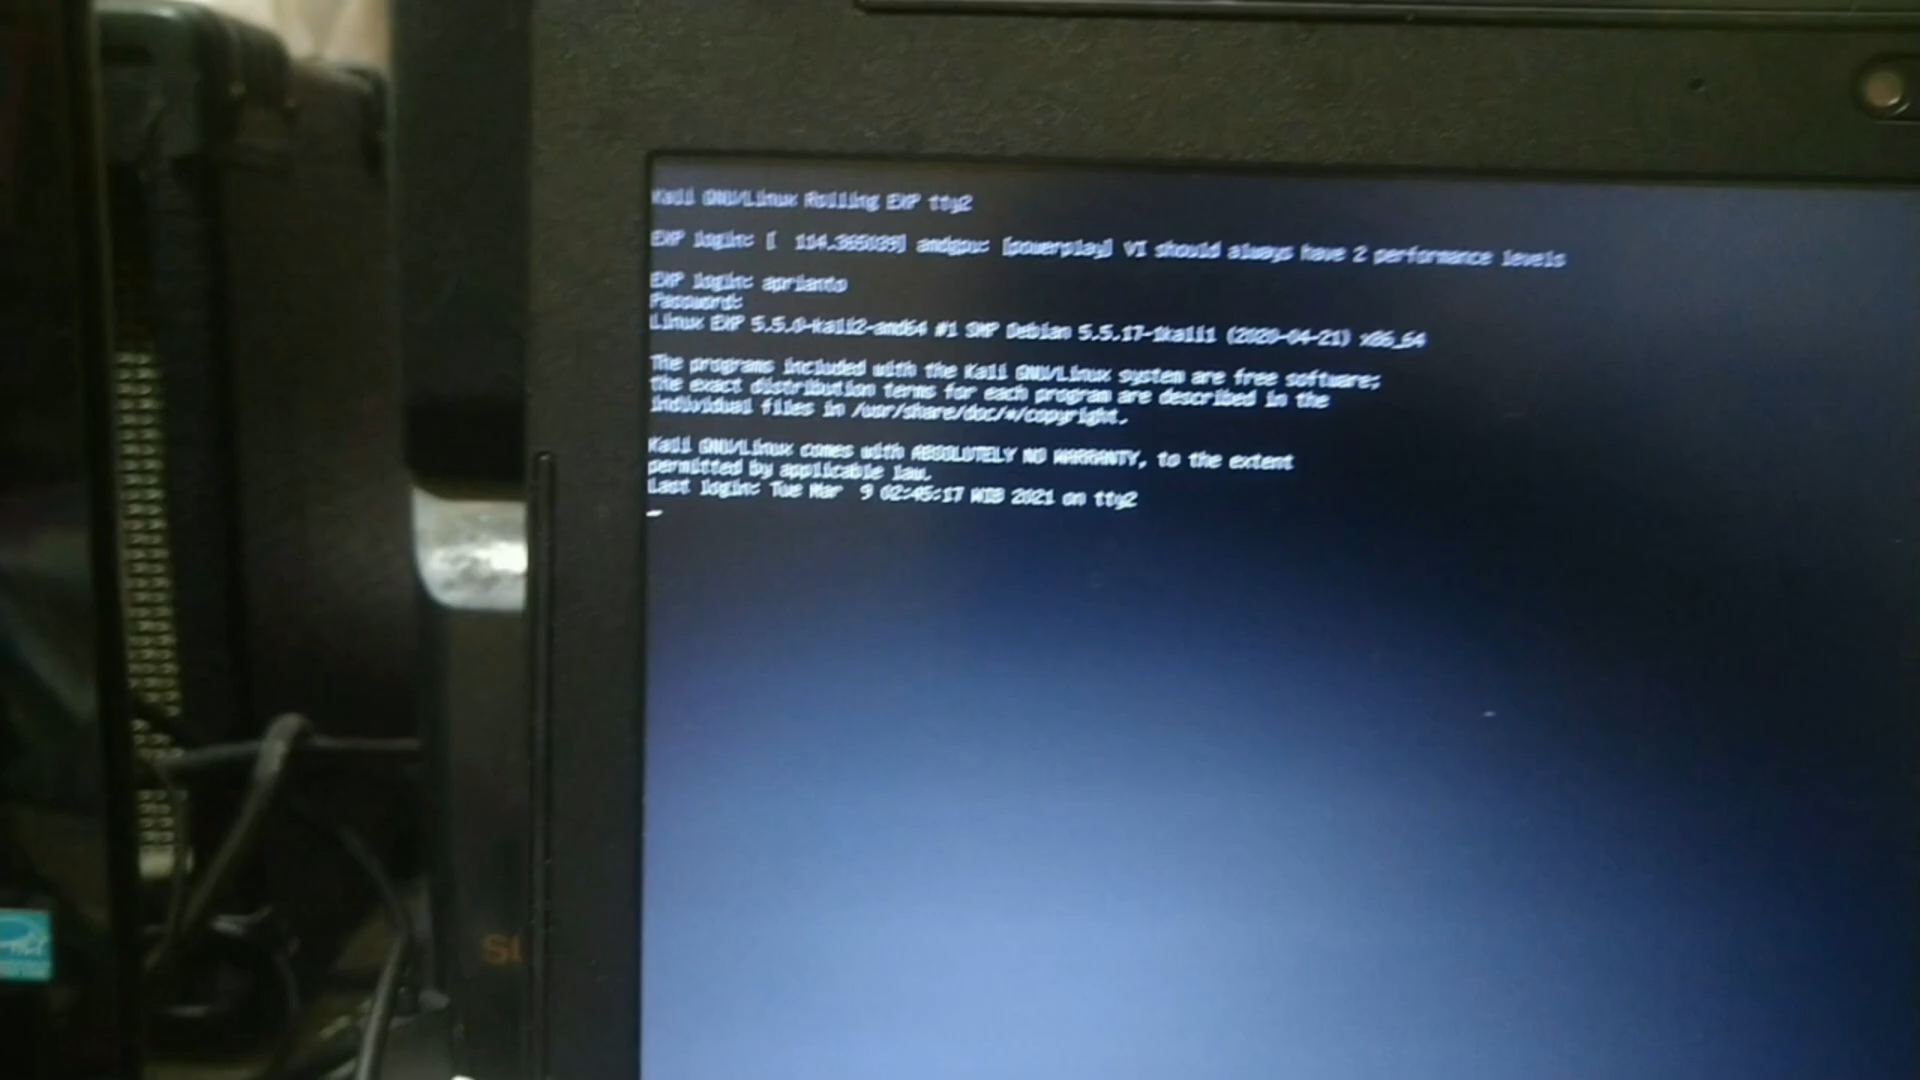 Kali GNU/Linux Rolling EXP tty2
EXP login: [  114.365039] amdgpu: [powerplay] VI should always have 2 performance levels
EXP login: aprianto
Password:
Linux EXP 5.5.0-kali2-amd64 #1 SMP Debian 5.5.17-1kali1 (2020-04-21) x86_64
The programs included with the Kali GNU/Linux system are free software;
the exact distribution terms for each program are described in the
individual files in /usr/share/doc/*/copyright.
Kali GNU/Linux comes with ABSOLUTELY NO WARRANTY, to the extent
permitted by applicable law.
Last login: Tue Mar  9 02:45:17 WIB 2021 on tty2